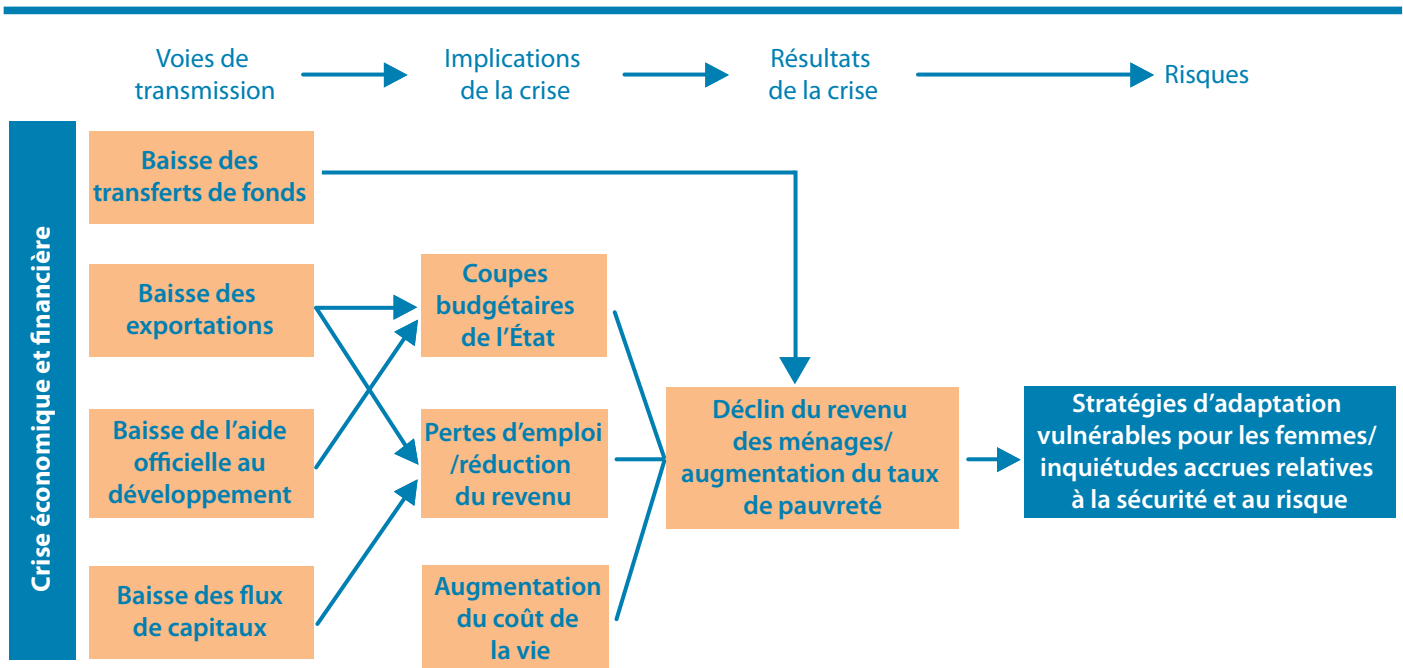 Voies de
transmission
Implications
de la crise
Résultats
de la crise
Risques
Crise économique et financière
Baisse des
transferts de fonds
Baisse des
exportations
Baisse de l'aide
officielle au
développement
Baisse des flux
de capitaux
Coupes
budgétaires
de l'État
Pertes d'emploi
/réduction
du revenu
Augmentation
du coût de
la vie
Déclin du revenu
des ménages/
augmentation du taux
de pauvreté
Stratégies d'adaptation
vulnérables pour les femmes/
inquiétudes accrues relatives
à la sécurité et au risque